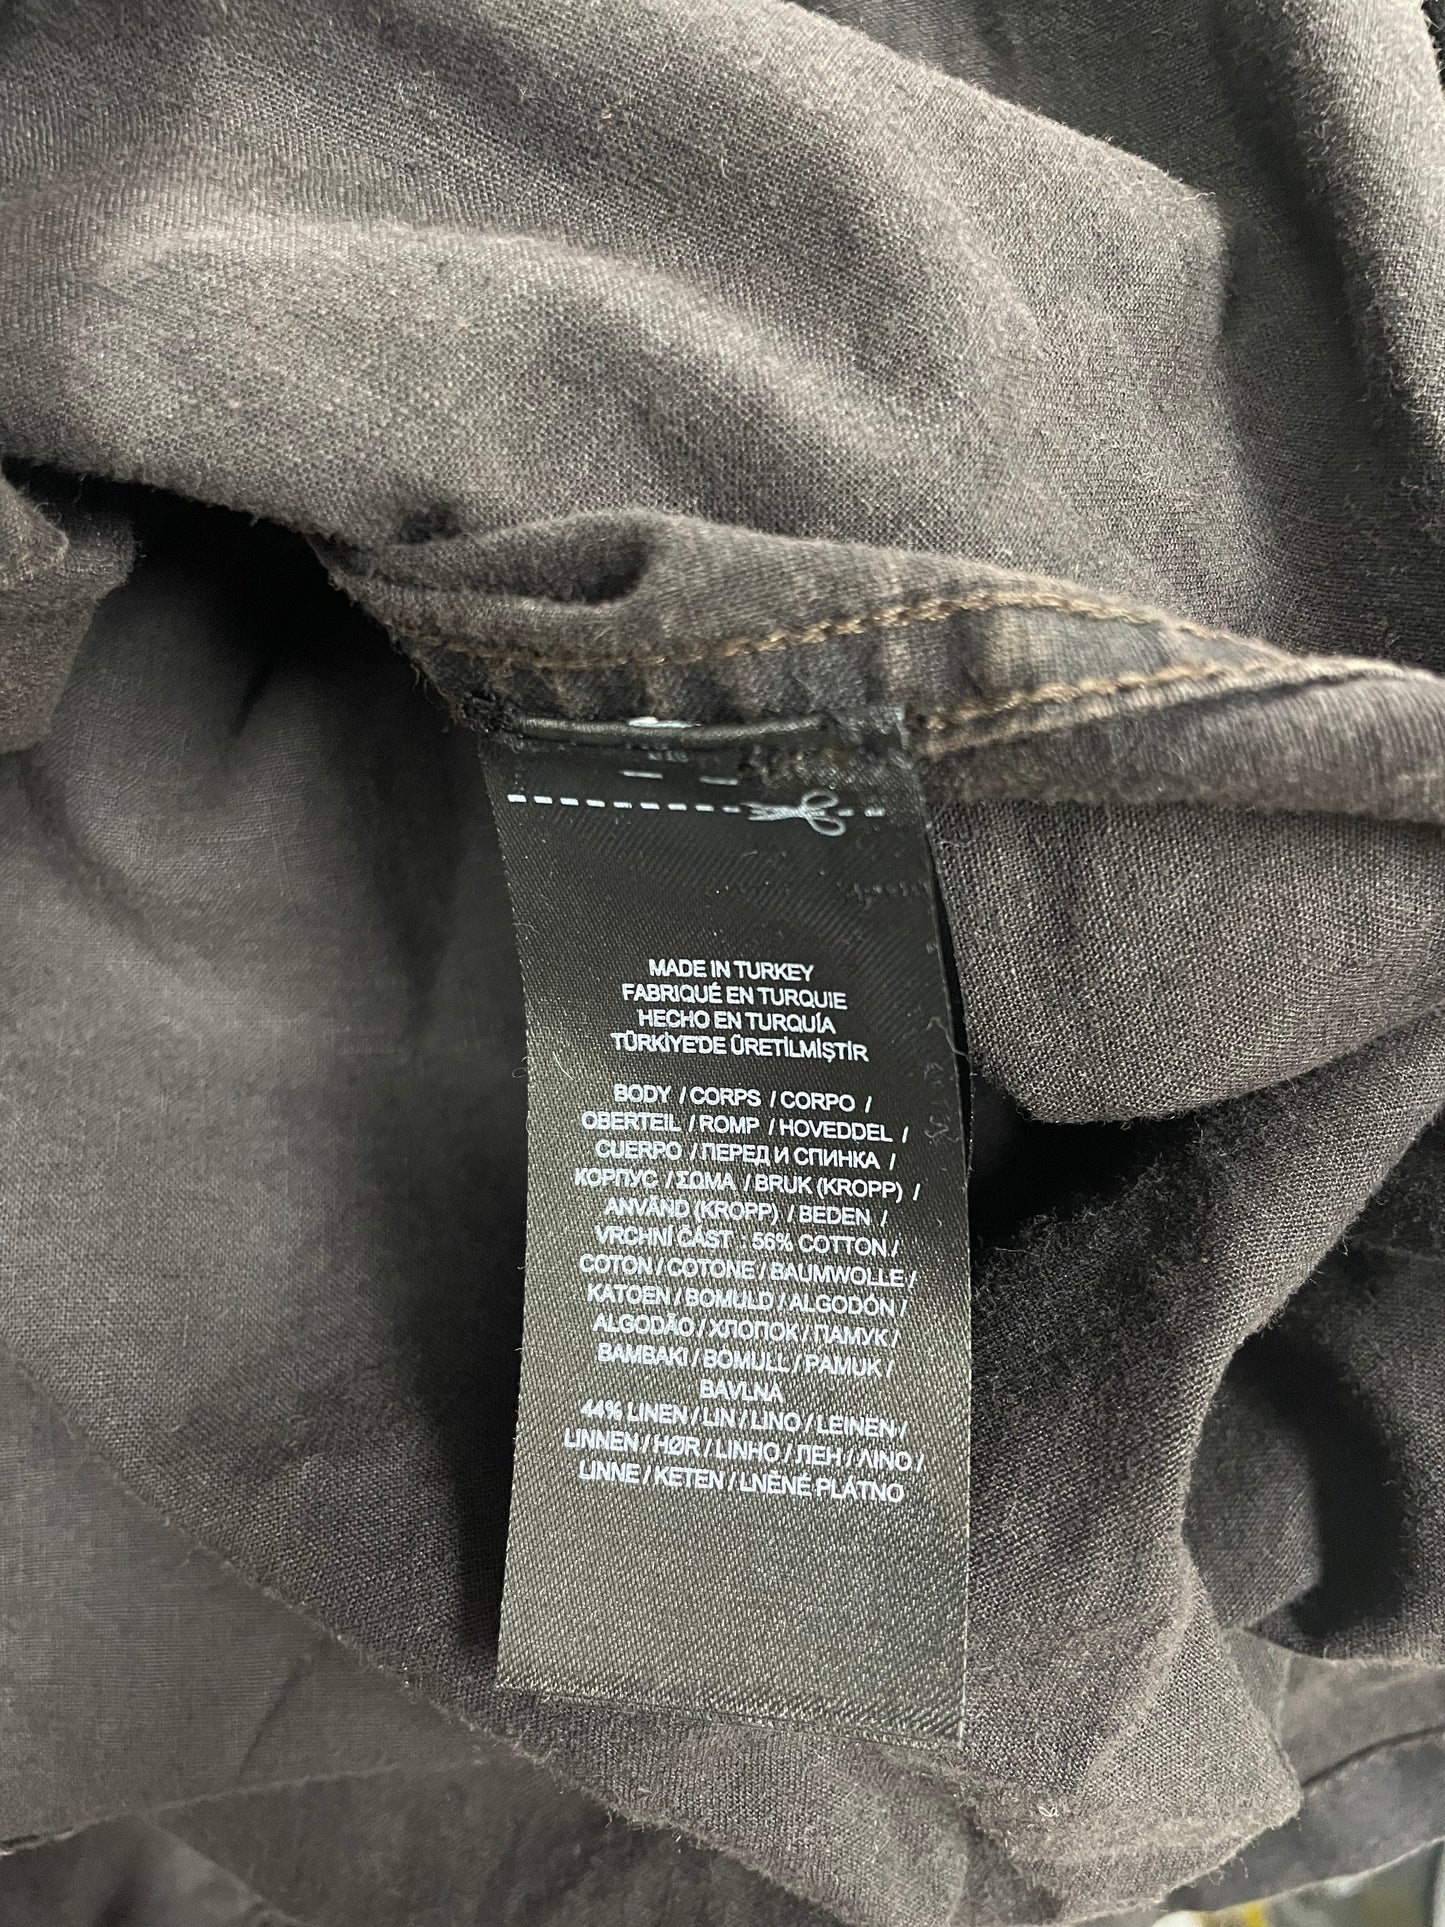 MADE IN TURKEY
FABRIQUÉ EN TURQUIE
HECHO EN TURQUÍA
TÜRKİYE'DE ÜRETİLMİŞTİR
BODY / CORPS / CORPO /
OBERTEIL / ROMP / HOVEDDEL /
CUERPO / ПЕРЕД И СПИНКА /
КОРПУС / ΣΩΜΑ / BRUK (KROPP) /
ANVÄND (KROPP) / BEDEN /
VRCHNÍ ČÁST : 56% COTTON /
COTON / COTONE / BAUMWOLLE /
KATOEN / BOMULD / ALGODÓN /
ALGODÃO / ХЛОПОК / ПАМУК /
BAMBAKI / BOMULL / PAMUK /
BAVLNA
44% LINEN / LIN / LINO / LEINEN /
LINNEN / HØR / LINHO / ЛЕН / ΛΙΝΟ /
LINNE / KETEN / LNĚNÉ PLÁTNO